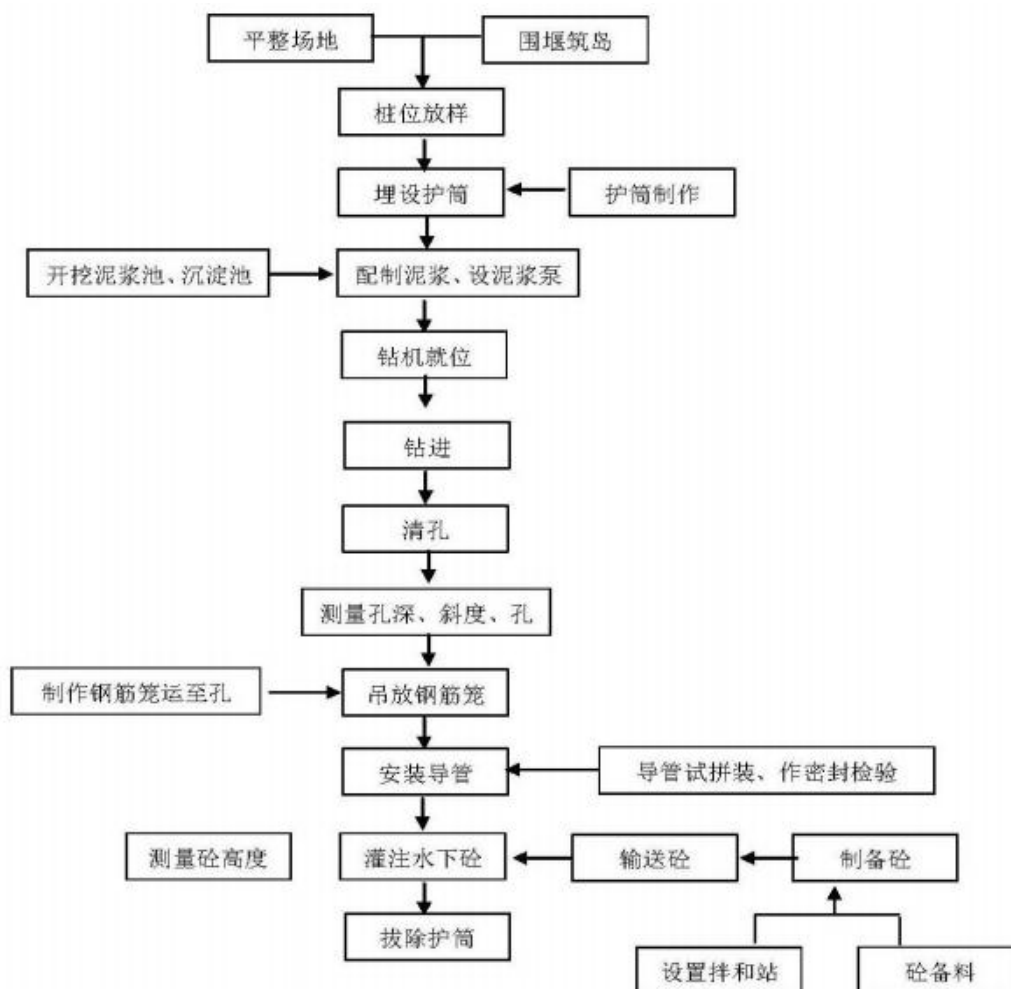 平整场地
围堰筑岛
桩位放样
埋设护筒
护筒制作
开挖泥浆池、沉淀池
配制泥浆、设泥浆泵
钻机就位
钻进
清孔
测量孔深、斜度、孔
制作钢筋笼运至孔
吊放钢筋笼
安装导管
导管试拼装、作密封检验
测量砼高度
灌注水下砼
输送砼
制备砼
拔除护筒
设置拌和站
砼备料